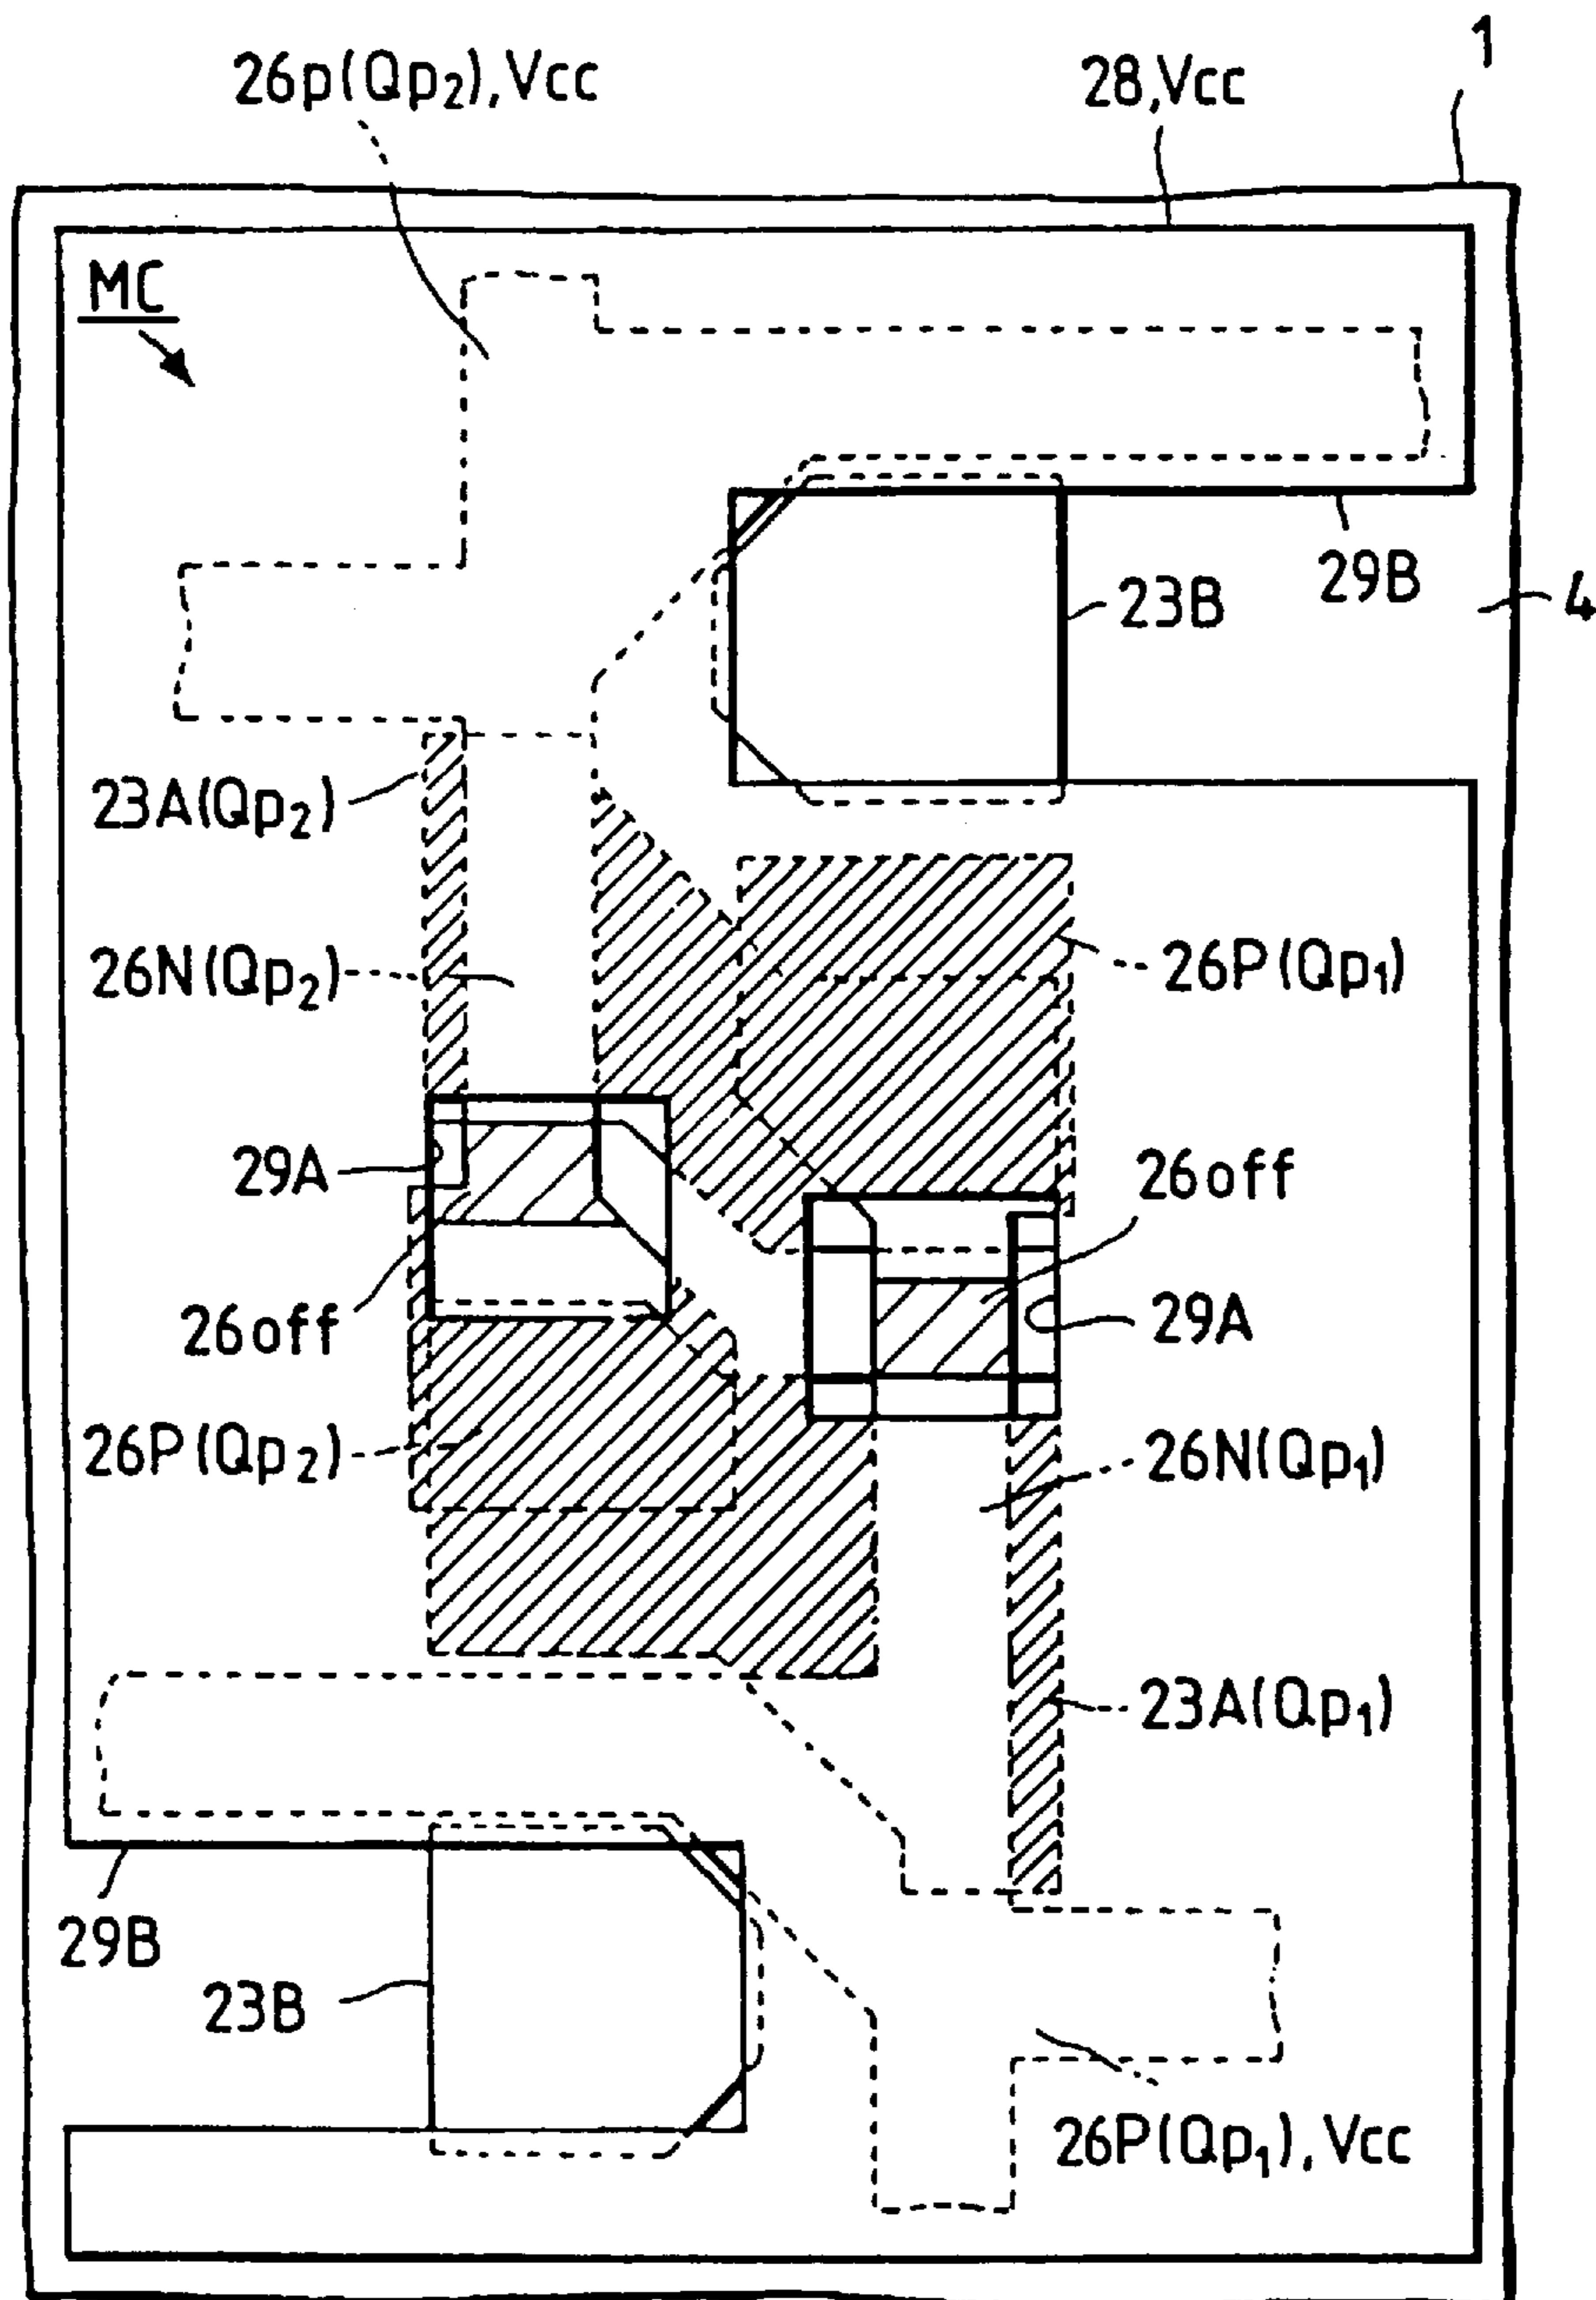 1
26p(Qp₂),Vcc
28,Vcc
MC
29B
23B
4
23A(Qp₂)
26N(Qp₂)
26P(Qp₁)
29A
26off
26off
29A
26P(Qp₂)
26N(Qp₁)
23A(Qp₁)
29B
23B
26P(Qp₁),Vcc